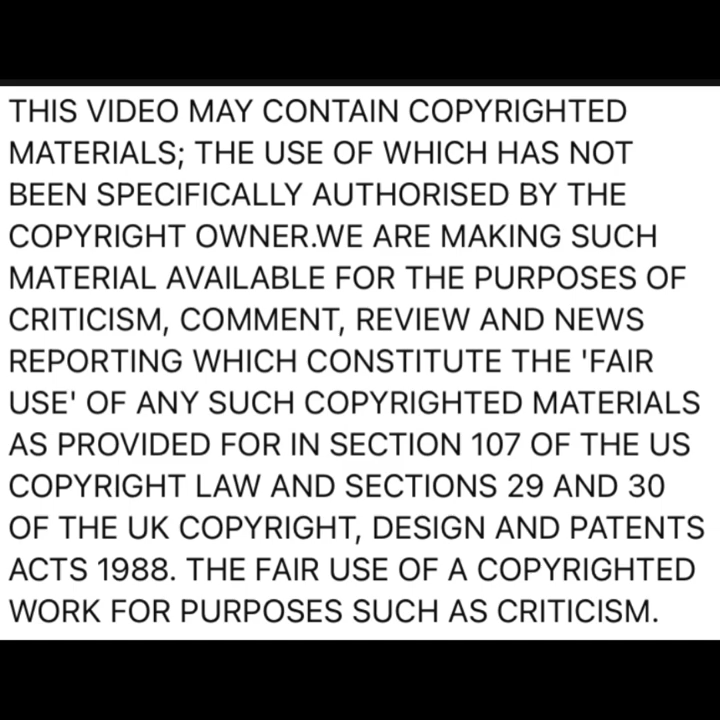 THIS VIDEO MAY CONTAIN COPYRIGHTED
MATERIALS; THE USE OF WHICH HAS NOT
BEEN SPECIFICALLY AUTHORISED BY THE
COPYRIGHT OWNER.WE ARE MAKING SUCH
MATERIAL AVAILABLE FOR THE PURPOSES OF
CRITICISM, COMMENT, REVIEW AND NEWS
REPORTING WHICH CONSTITUTE THE 'FAIR
USE' OF ANY SUCH COPYRIGHTED MATERIALS
AS PROVIDED FOR IN SECTION 107 OF THE US
COPYRIGHT LAW AND SECTIONS 29 AND 30
OF THE UK COPYRIGHT, DESIGN AND PATENTS
ACTS 1988. THE FAIR USE OF A COPYRIGHTED
WORK FOR PURPOSES SUCH AS CRITICISM.